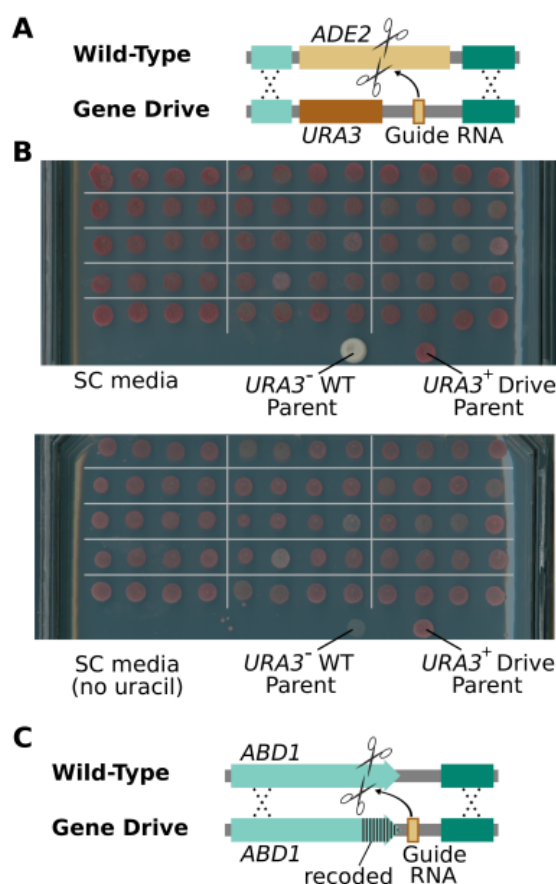 A
Wild-Type
ADE2
Gene Drive
URA3
Guide RNA
B
SC media
URA3⁻ WT
Parent
URA3⁺ Drive
Parent
SC media
(no uracil)
URA3⁻ WT
Parent
URA3⁺ Drive
Parent
C
ABD1
Wild-Type
Gene Drive
ABD1
recoded
Guide
RNA